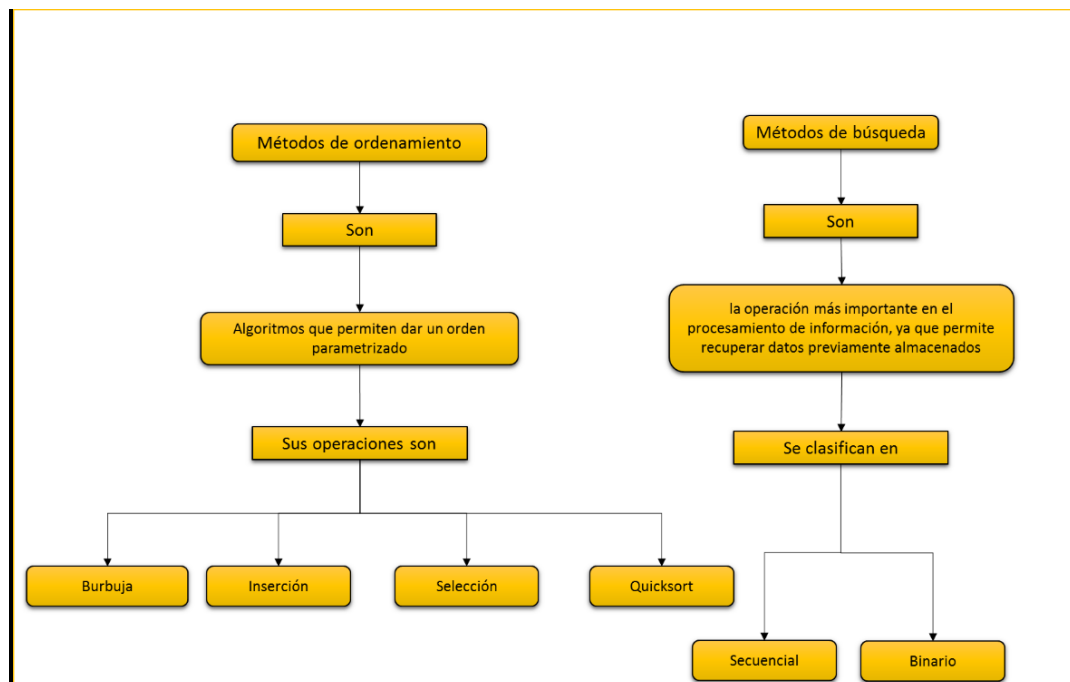 Métodos de ordenamiento
Son
Algoritmos que permiten dar un orden
parametrizado
Sus operaciones son
Burbuja
Inserción
Selección
Quicksort
Métodos de búsqueda
Son
la operación más importante en el
procesamiento de información, ya que permite
recuperar datos previamente almacenados
Se clasifican en
Secuencial
Binario